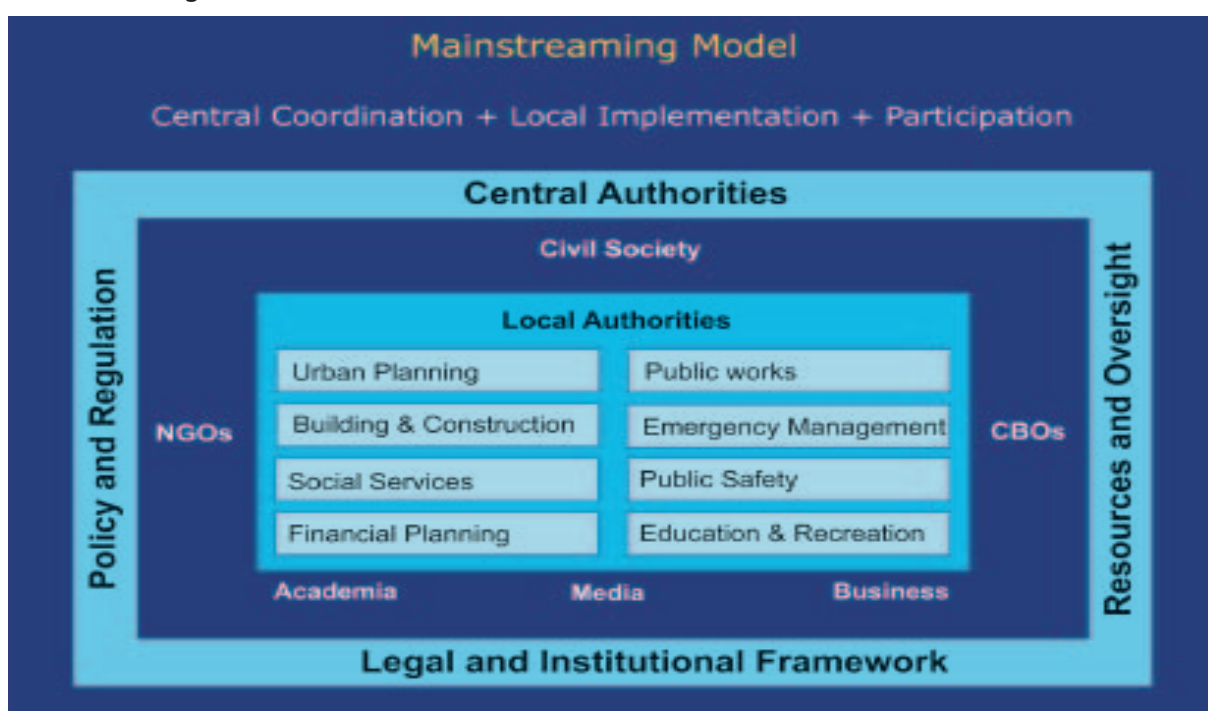 Mainstreaming Model
Central Coordination + Local Implementation + Participation
Central Authorities
Civil Society
Policy and Regulation
NGOs
Local Authorities
Urban Planning
Public works
Building & Construction
Emergency Management
Social Services
Public Safety
Financial Planning
Education & Recreation
CBOs
Resources and Oversight
Academia
Media
Business
Legal and Institutional Framework